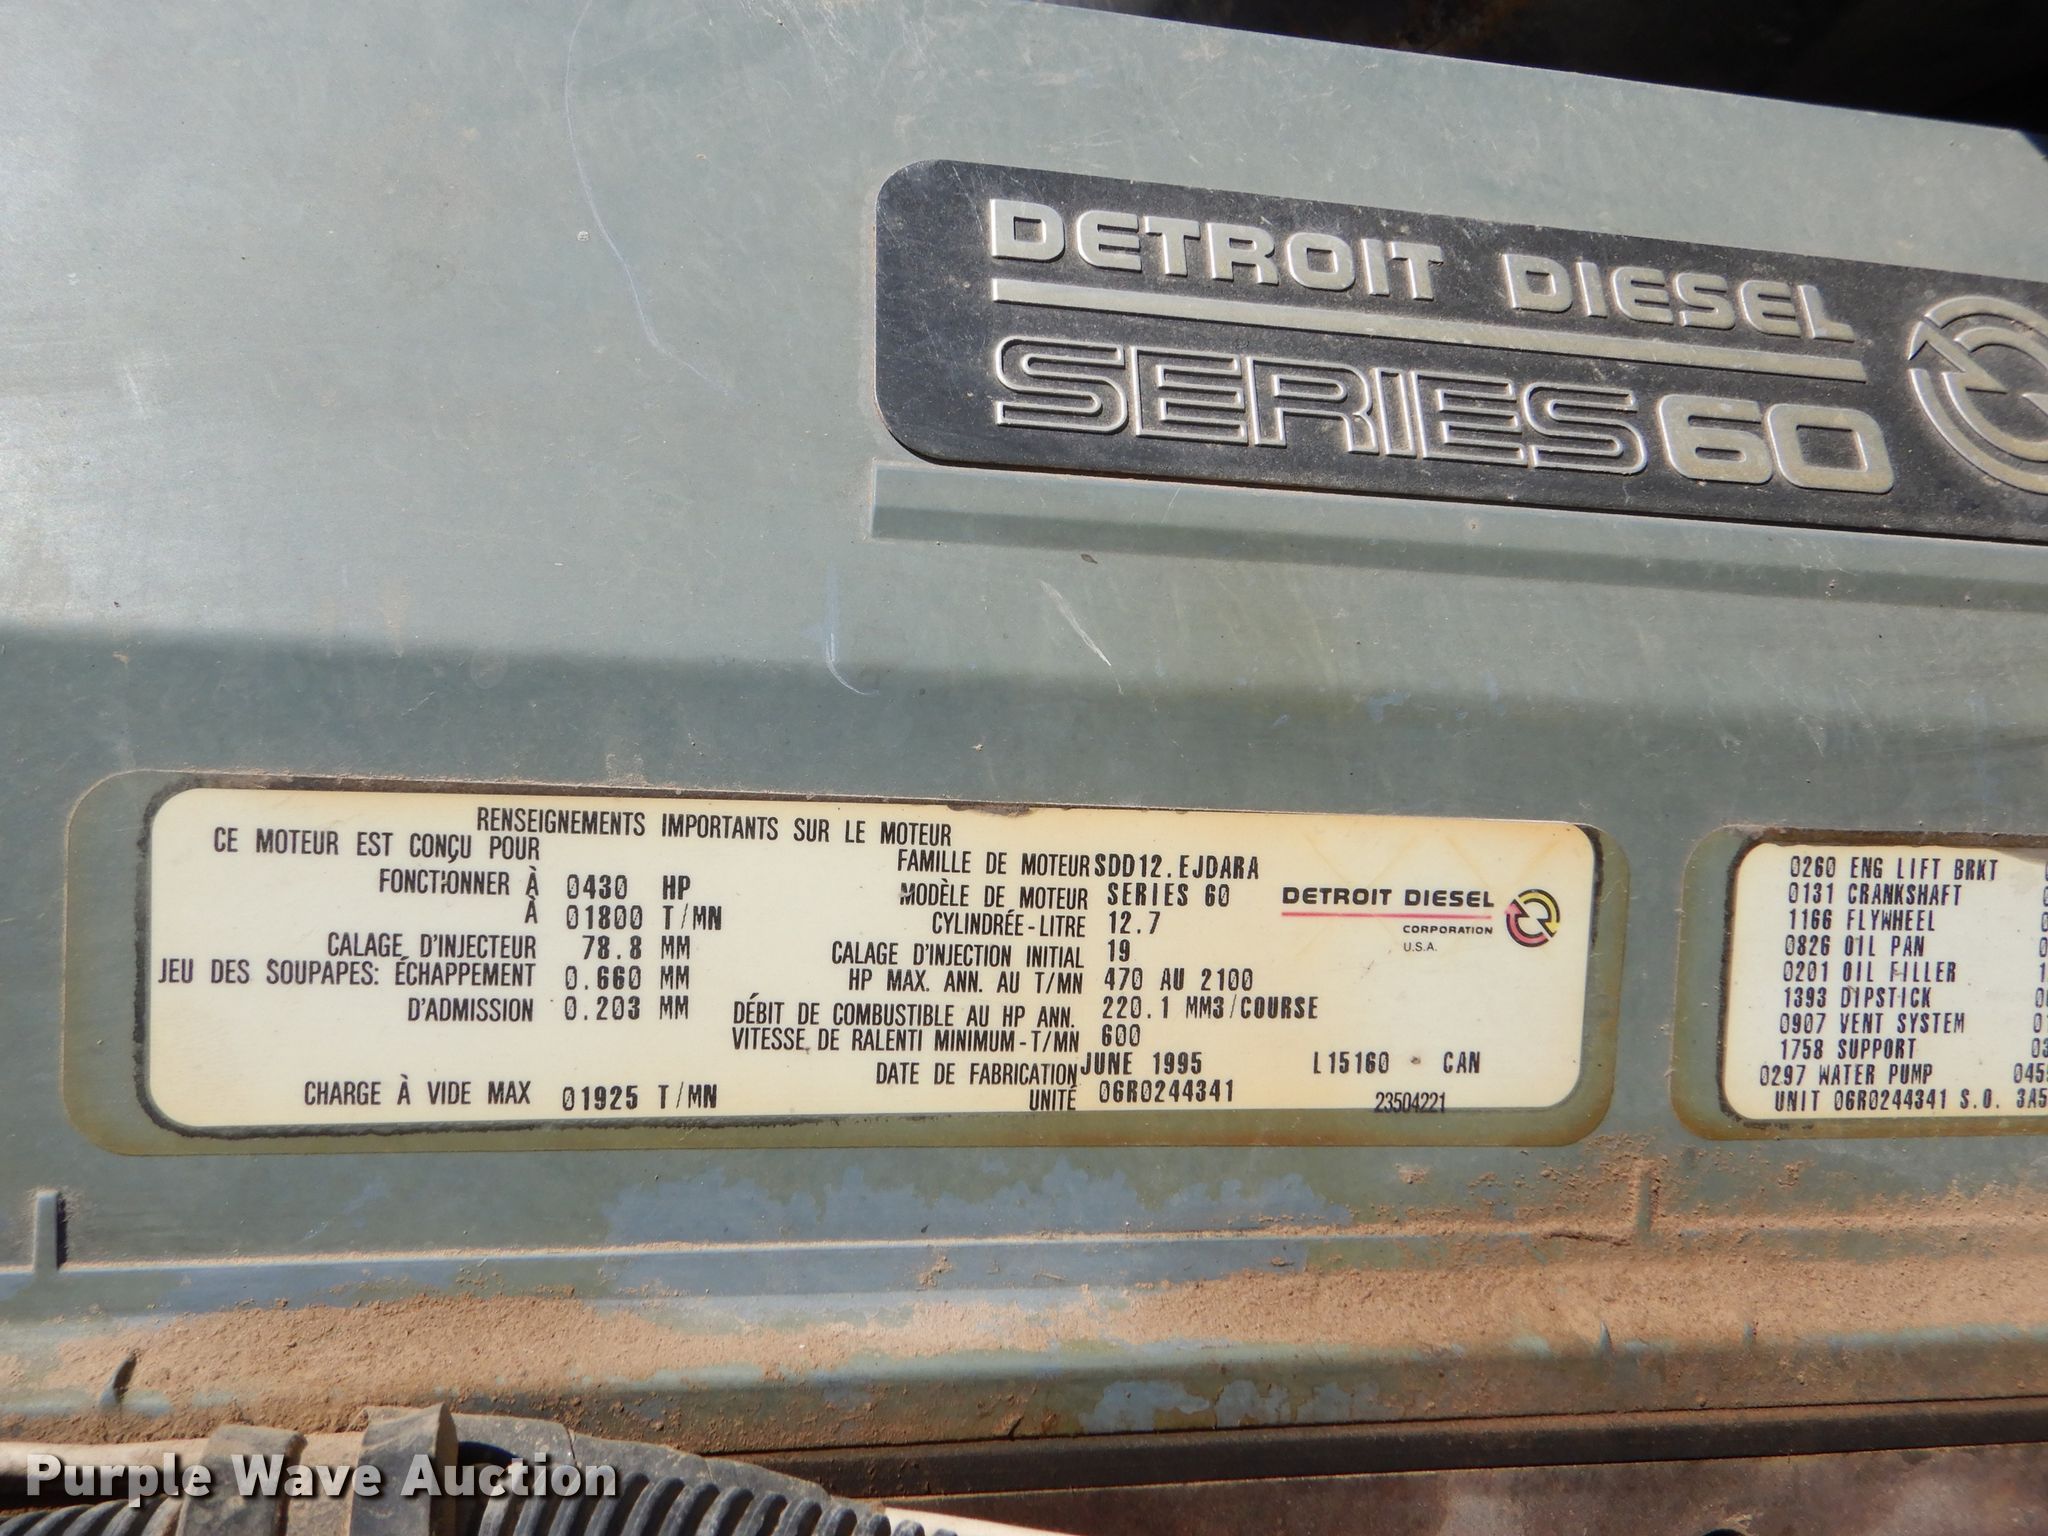 DETROIT DIESEL
SERIES 60
RENSEIGNEMENTS IMPORTANTS SUR LE MOTEUR
CE MOTEUR EST CONÇU POUR
FONCTIONNER À 0430 HP
À 01800 T/MN
CALAGE D'INJECTEUR 78.8 MM
JEU DES SOUPAPES: ÉCHAPPEMENT 0.660 MM
D'ADMISSION 0.203 MM
CHARGE À VIDE MAX 01925 T/MN
FAMILLE DE MOTEUR SDD12.EJDARA
MODÈLE DE MOTEUR SERIES 60
CYLINDRÉE-LITRE 12.7
CALAGE D'INJECTION INITIAL 19
HP MAX. ANN. AU T/MN 470 AU 2100
DÉBIT DE COMBUSTIBLE AU HP ANN. 220.1 MM3/COURSE
VITESSE DE RALENTI MINIMUM-T/MN 600
DATE DE FABRICATION JUNE 1995 L15160 - CAN
UNITÉ 06R0244341 23504221
DETROIT DIESEL
CORPORATION
U.S.A.
0260 ENG LIFT BRKT
0131 CRANKSHAFT
1166 FLYWHEEL
0826 OIL PAN
0201 OIL FILLER
1393 DIPSTICK
0907 VENT SYSTEM
1758 SUPPORT
0297 WATER PUMP
UNIT 06R0244341 S.O. 3A5
Purple Wave Auction